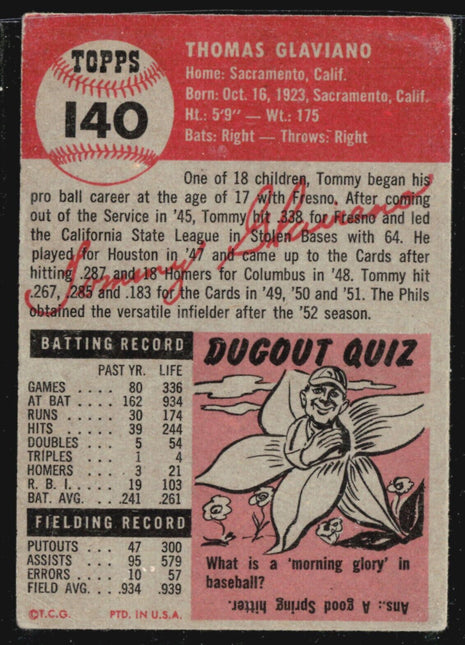 TOPPS
140
THOMAS GLAVIANO
Home: Sacramento, Calif.
Born: Oct. 16, 1923, Sacramento, Calif.
Ht.: 5'9" — Wt.: 175
Bats: Right — Throws: Right
One of 18 children, Tommy began his
pro ball career at the age of 17 with Fresno. After coming
out of the Service in '45, Tommy hit .338 for Fresno and led
the California State League in Stolen Bases with 64. He
played for Houston in '47 and came up to the Cards after
hitting .287 and 18 Homers for Columbus in '48. Tommy hit
.267, .285 and .183 for the Cards in '49, '50 and '51. The Phils
obtained the versatile infielder after the '52 season.
Tommy Glaviano
BATTING RECORD
PAST YR. LIFE
GAMES .... 80 336
AT BAT .... 162 934
RUNS .... 30 174
HITS .... 39 244
DOUBLES ... 5 54
TRIPLES ... 1 4
HOMERS ... 3 21
R. B. I. .... 19 103
BAT. AVG. ... .241 .261
FIELDING RECORD
PUTOUTS .. 47 300
ASSISTS ... 95 579
ERRORS ... 10 57
FIELD AVG. . .934 .939
©T.C.G. PTD. IN U.S.A.
DUGOUT QUIZ
What is a 'morning glory' in
baseball?
Ans.: A good Spring hitter.